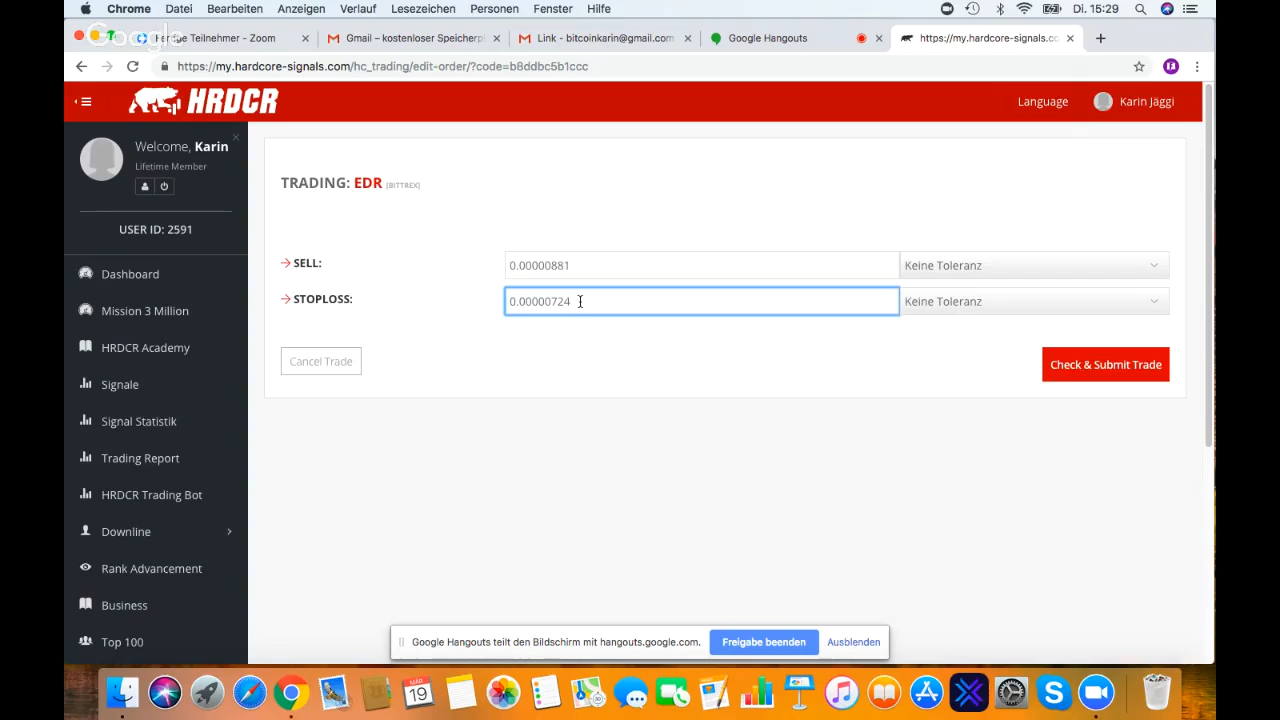 Chrome Datei Bearbeiten Anzeigen Verlauf Lesezeichen Personen Fenster Hilfe Di. 15:29
Google
Teilnehmer - Zoom Gmail – kostenloser Speicherpl Link - bitcoinkarin@gmail.com Google Hangouts https://my.hardcore-signals.co
https://my.hardcore-signals.com/hc_trading/edit-order/?code=b8ddbc5b1ccc
HRDCR Language Karin Jäggi
Welcome, Karin
Lifetime Member
USER ID: 2591
Dashboard
Mission 3 Million
HRDCR Academy
Signale
Signal Statistik
Trading Report
HRDCR Trading Bot
Downline
Rank Advancement
Business
Top 100
TRADING: EDR [BITTREX]
SELL: 0.00000881 Keine Toleranz
STOPLOSS: 0.00000724 Keine Toleranz
Cancel Trade Check & Submit Trade
Google Hangouts teilt den Bildschirm mit hangouts.google.com. Freigabe beenden Ausblenden
19